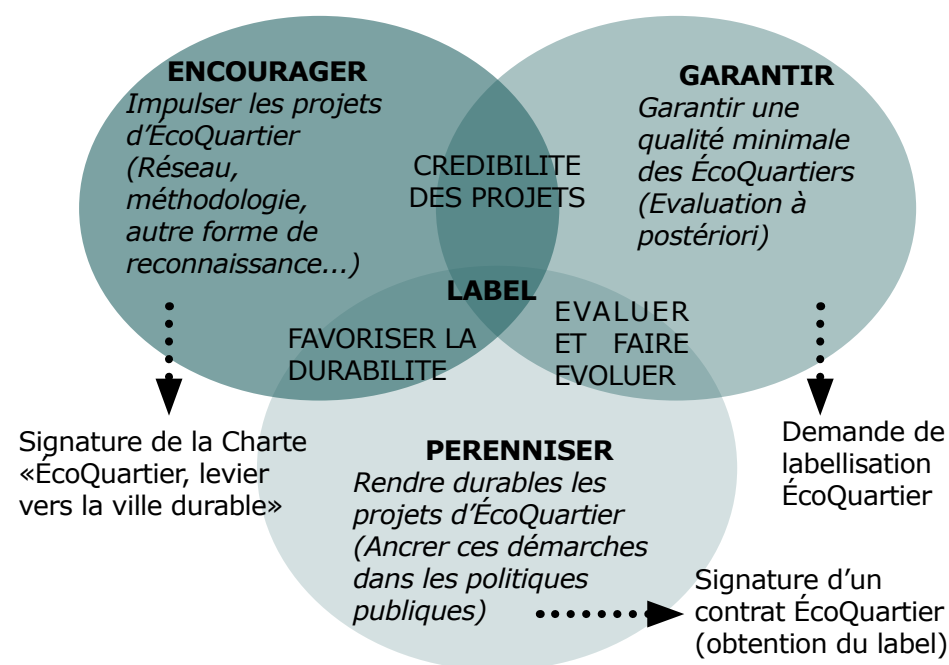 ENCOURAGER
Impulser les projets
d’ÉcoQuartier
(Réseau,
méthodologie,
autre forme de
reconnaissance...)
GARANTIR
Garantir une
qualité minimale
des ÉcoQuartiers
(Evaluation à
postériori)
CREDIBILITE
DES PROJETS
LABEL
FAVORISER LA
DURABILITE
EVALUER
ET FAIRE
EVOLUER
Signature de la Charte
«ÉcoQuartier, levier
vers la ville durable»
PERENNISER
Rendre durables les
projets d’ÉcoQuartier
(Ancrer ces démarches
dans les politiques
publiques)
Demande de
labellisation
ÉcoQuartier
Signature d’un
contrat ÉcoQuartier
(obtention du label)